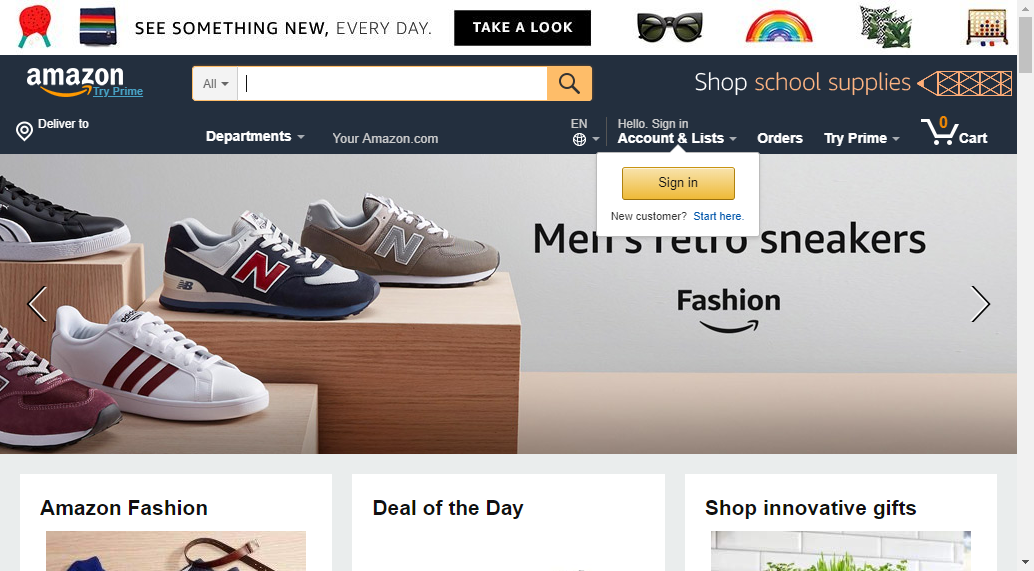 SEE SOMETHING NEW, EVERY DAY. TAKE A LOOK
amazon
Try Prime
All
Shop school supplies
Deliver to
Departments
Your Amazon.com
EN
Hello. Sign in
Account & Lists
Orders
Try Prime
0
Cart
Sign in
New customer? Start here.
Men's retro sneakers
Fashion
N
NB
N
adidas
Amazon Fashion
Deal of the Day
Shop innovative gifts